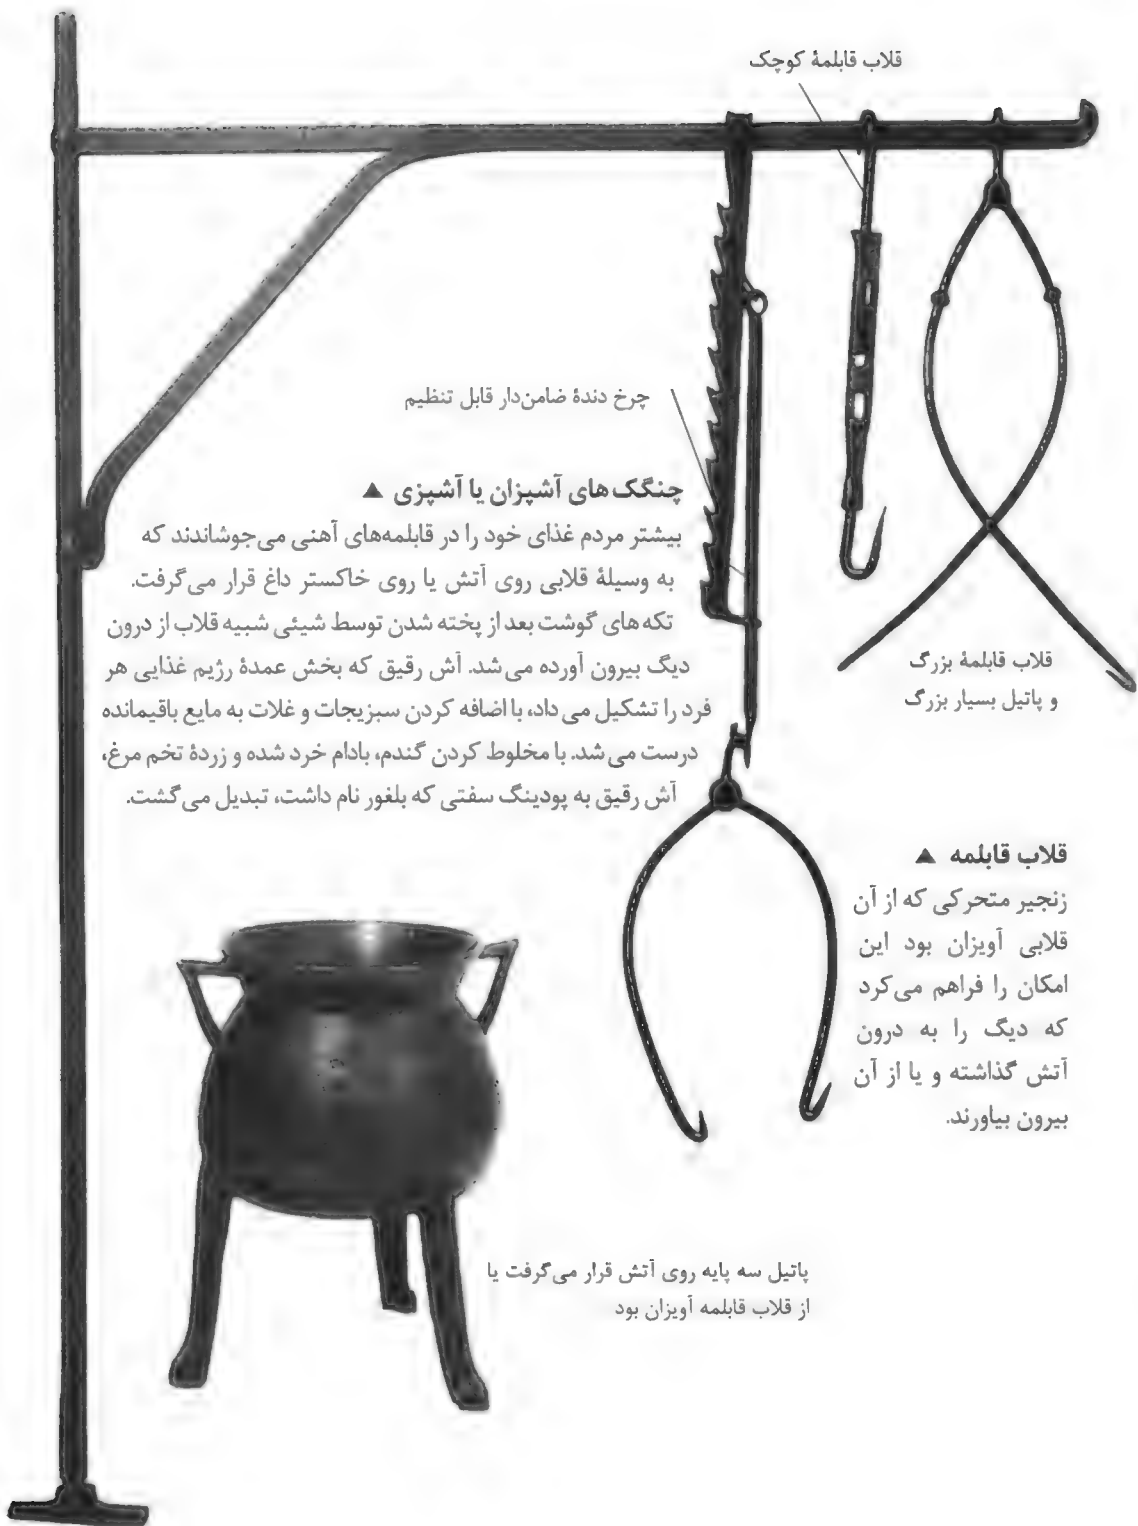 قلاب قابلمهٔ کوچک
چرخ دندهٔ ضامن‌دار قابل تنظیم
چنگک‌های آشپزان یا آشپزی ▲
بیشتر مردم غذای خود را در قابلمه‌های آهنی می‌جوشاندند که
به وسیلهٔ قلابی روی آتش یا روی خاکستر داغ قرار می‌گرفت.
تکه‌های گوشت بعد از پخته شدن توسط شیئی شبیه قلاب از درون
دیگ بیرون آورده می‌شد. آش رقیق که بخش عمدهٔ رژیم غذایی هر
فرد را تشکیل می‌داد، با اضافه کردن سبزیجات و غلات به مایع باقیمانده
درست می‌شد. با مخلوط کردن گندم، بادام خرد شده و زردهٔ تخم مرغ،
آش رقیق به پودینگ سفتی که بلغور نام داشت، تبدیل می‌گشت.
قلاب قابلمهٔ بزرگ
و پاتیل بسیار بزرگ
قلاب قابلمه ▲
زنجیر متحرکی که از آن
قلابی آویزان بود این
امکان را فراهم می‌کرد
که دیگ را به درون
آتش گذاشته و یا از آن
بیرون بیاورند.
پاتیل سه پایه روی آتش قرار می‌گرفت یا
از قلاب قابلمه آویزان بود